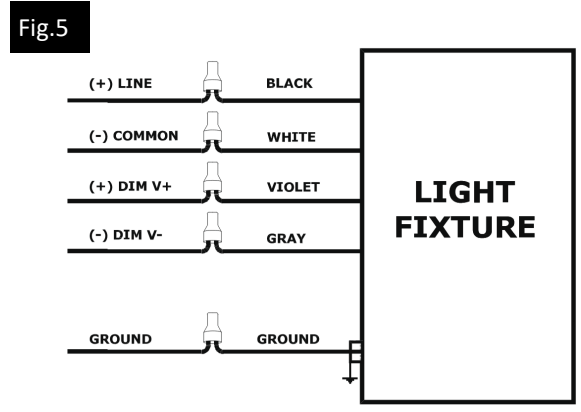 Fig.5
(+) LINE BLACK
(-) COMMON WHITE
(+) DIM V+ VIOLET
(-) DIM V- GRAY
GROUND GROUND
LIGHT
FIXTURE